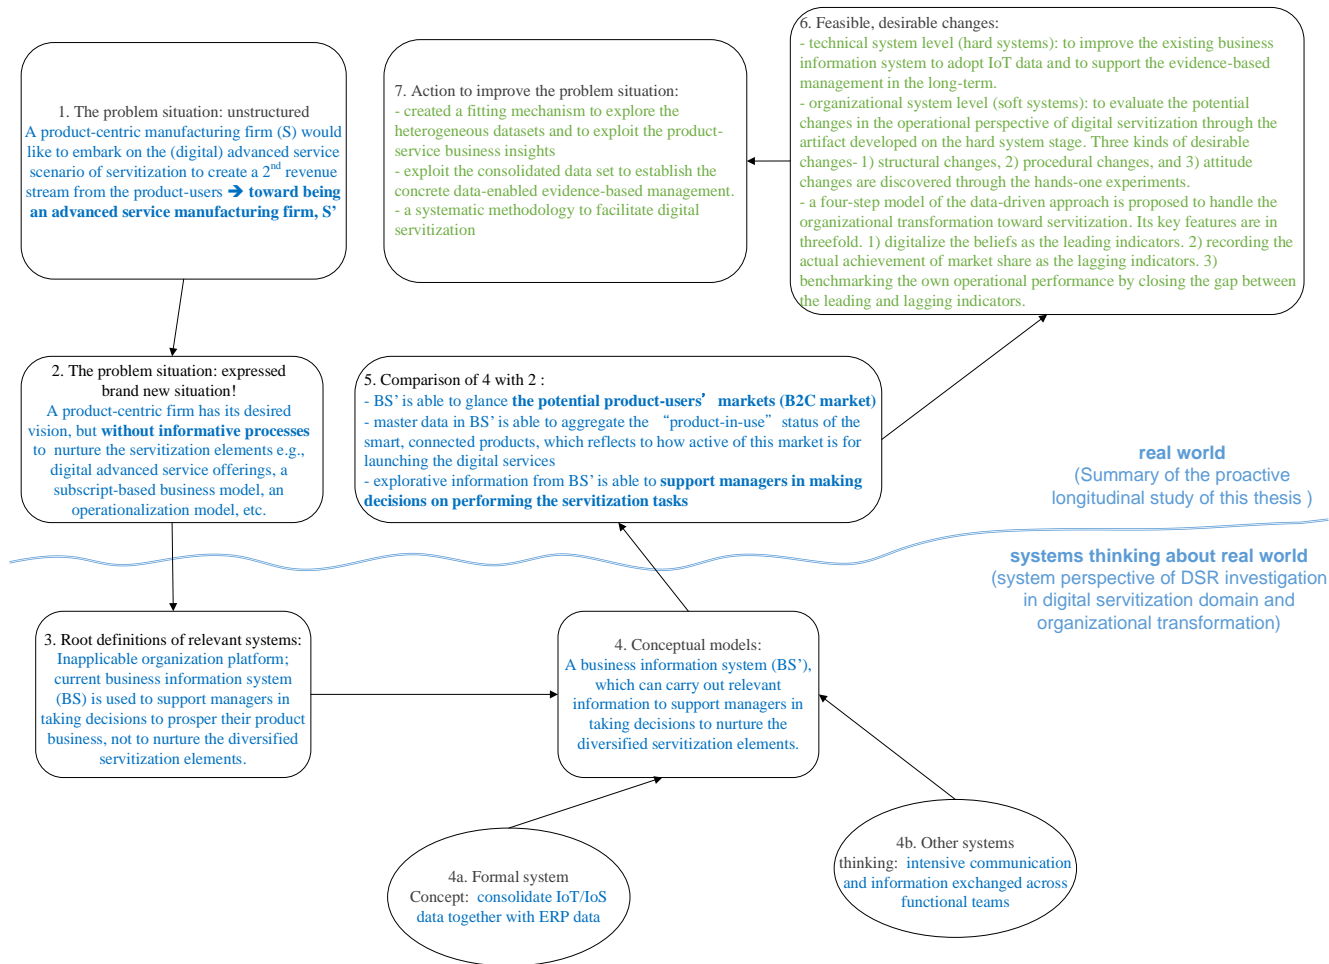 1. The problem situation: unstructured
A product-centric manufacturing firm (S) would
like to embark on the (digital) advanced service
scenario of servitization to create a 2nd revenue
stream from the product-users ➔ toward being
an advanced service manufacturing firm, S’
2. The problem situation: expressed
brand new situation!
A product-centric firm has its desired
vision, but without informative processes
to nurture the servitization elements e.g.,
digital advanced service offerings, a
subscript-based business model, an
operationalization model, etc.
3. Root definitions of relevant systems:
Inapplicable organization platform;
current business information system
(BS) is used to support managers in
taking decisions to prosper their product
business, not to nurture the diversified
servitization elements.
4. Conceptual models:
A business information system (BS’),
which can carry out relevant
information to support managers in
taking decisions to nurture the
diversified servitization elements.
4a. Formal system
Concept: consolidate IoT/IoS
data together with ERP data
4b. Other systems
thinking: intensive communication
and information exchanged across
functional teams
5. Comparison of 4 with 2 :
- BS’ is able to glance the potential product-users’ markets (B2C market)
- master data in BS’ is able to aggregate the “product-in-use” status of the
smart, connected products, which reflects to how active of this market is for
launching the digital services
- explorative information from BS’ is able to support managers in making
decisions on performing the servitization tasks
6. Feasible, desirable changes:
- technical system level (hard systems): to improve the existing business
information system to adopt IoT data and to support the evidence-based
management in the long-term.
- organizational system level (soft systems): to evaluate the potential
changes in the operational perspective of digital servitization through the
artifact developed on the hard system stage. Three kinds of desirable
changes- 1) structural changes, 2) procedural changes, and 3) attitude
changes are discovered through the hands-one experiments.
- a four-step model of the data-driven approach is proposed to handle the
organizational transformation toward servitization. Its key features are in
threefold. 1) digitalize the beliefs as the leading indicators. 2) recording the
actual achievement of market share as the lagging indicators. 3)
benchmarking the own operational performance by closing the gap between
the leading and lagging indicators.
7. Action to improve the problem situation:
- created a fitting mechanism to explore the
heterogeneous datasets and to exploit the product-
service business insights
- exploit the consolidated data set to establish the
concrete data-enabled evidence-based management.
- a systematic methodology to facilitate digital
servitization
real world
(Summary of the proactive
longitudinal study of this thesis )
systems thinking about real world
(system perspective of DSR investigation
in digital servitization domain and
organizational transformation)